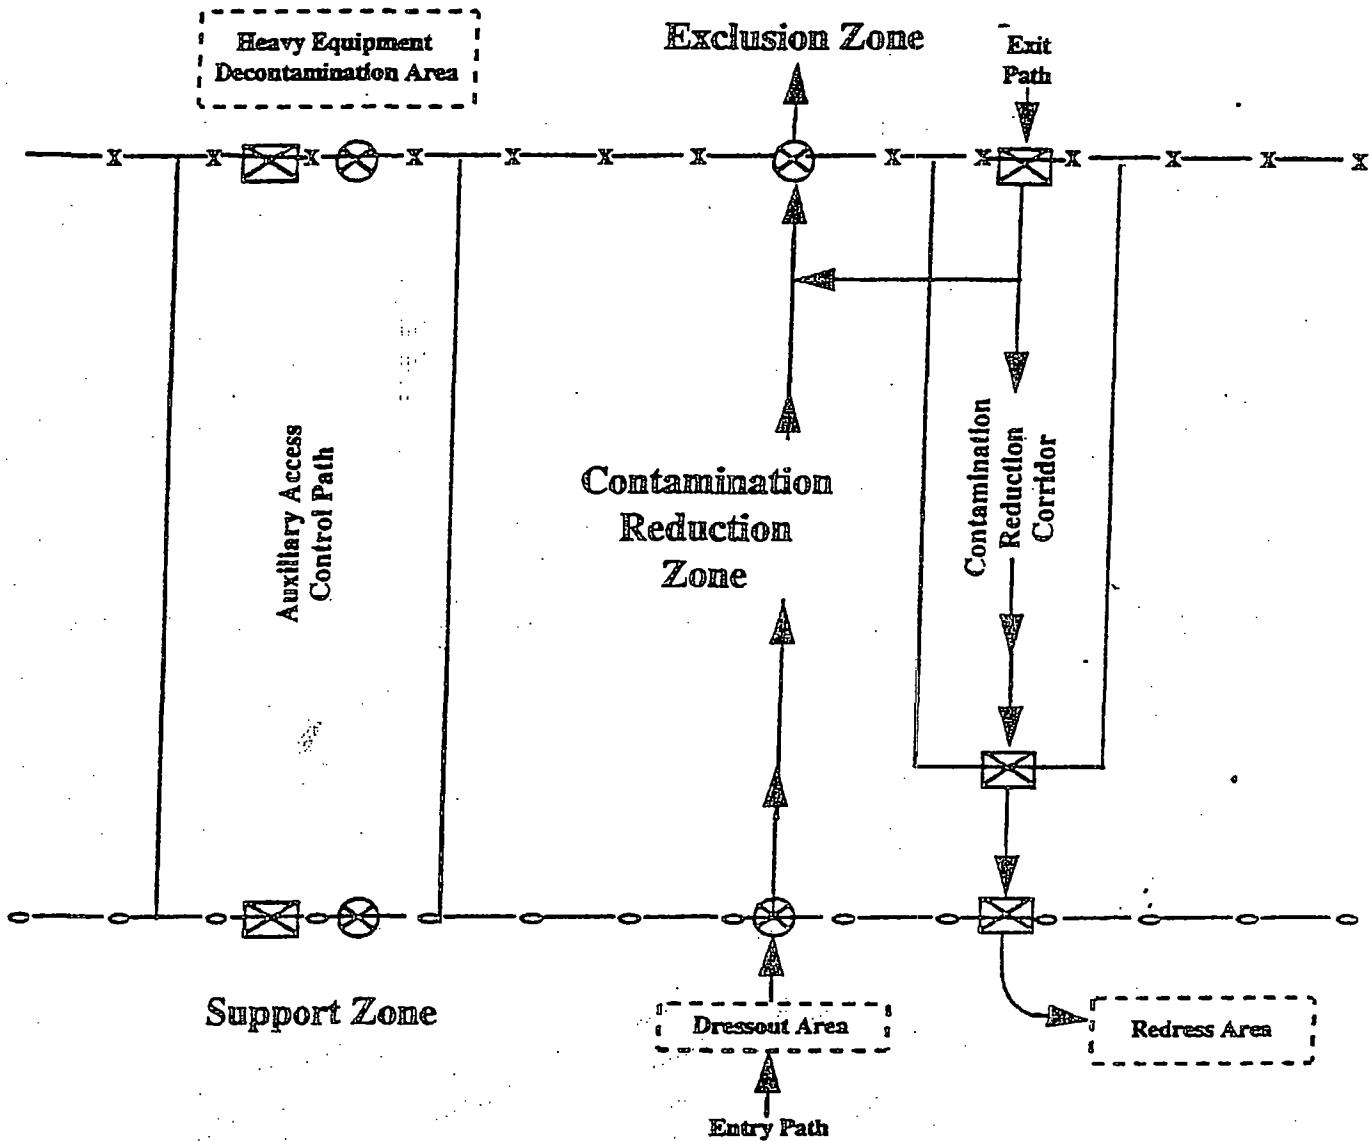 Heavy Equipment
Decontamination Area
Exclusion Zone
Exit
Path
X X X X X X X X X X X X X
Auxiliary Access
Control Path
Contamination
Reduction
Zone
Contamination
Reduction
Corridor
Support Zone
Dressout Area
Redress Area
Entry Path